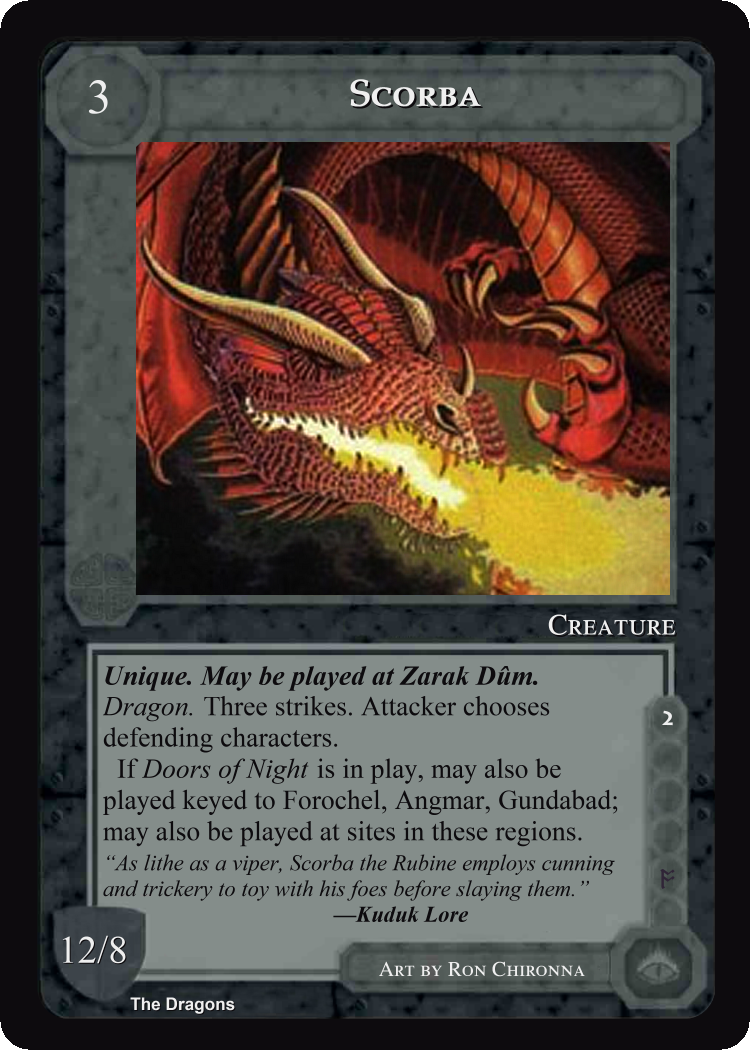 3
Scorba
Creature
Unique. May be played at Zarak Dûm.
Dragon. Three strikes. Attacker chooses
defending characters.
If Doors of Night is in play, may also be
played keyed to Forochel, Angmar, Gundabad;
may also be played at sites in these regions.
“As lithe as a viper, Scorba the Rubine employs cunning
and trickery to toy with his foes before slaying them.”
—Kuduk Lore
2
12/8
Art by Ron Chironna
The Dragons